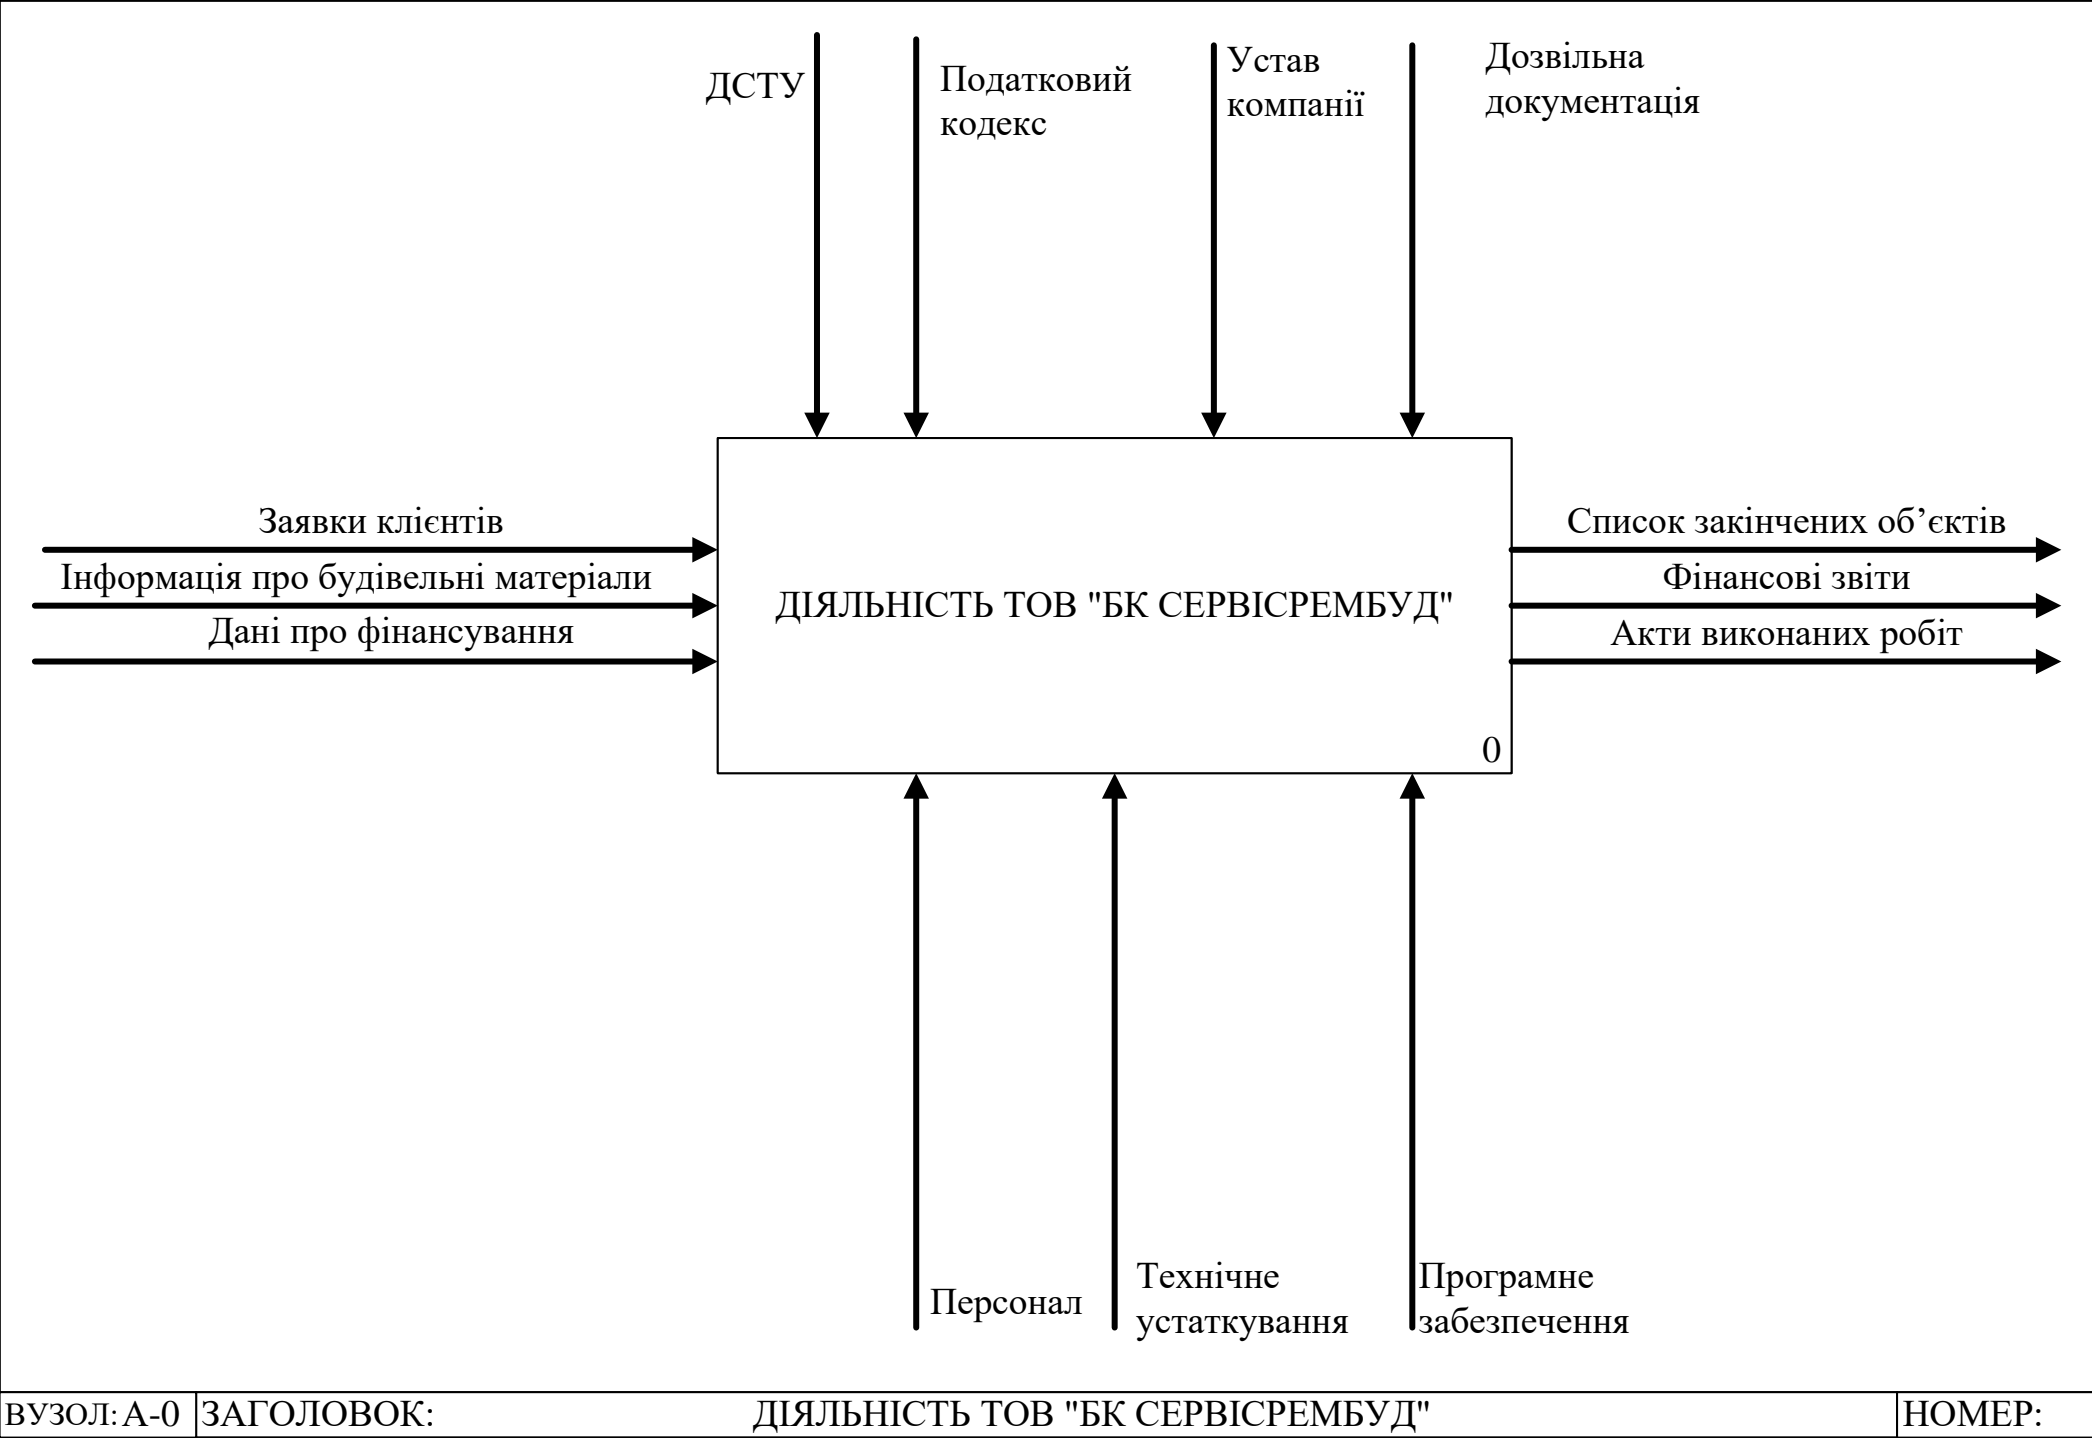 ДСТУ
Податковий
кодекс
Устав
компанії
Дозвільна
документація
Заявки клієнтів
Інформація про будівельні матеріали
Дані про фінансування
ДІЯЛЬНІСТЬ ТОВ "БК СЕРВІСРЕМБУД"
0
Список закінчених об’єктів
Фінансові звіти
Акти виконаних робіт
Персонал
Технічне
устаткування
Програмне
забезпечення
ВУЗОЛ: А-0 ЗАГОЛОВОК: ДІЯЛЬНІСТЬ ТОВ "БК СЕРВІСРЕМБУД" НОМЕР: